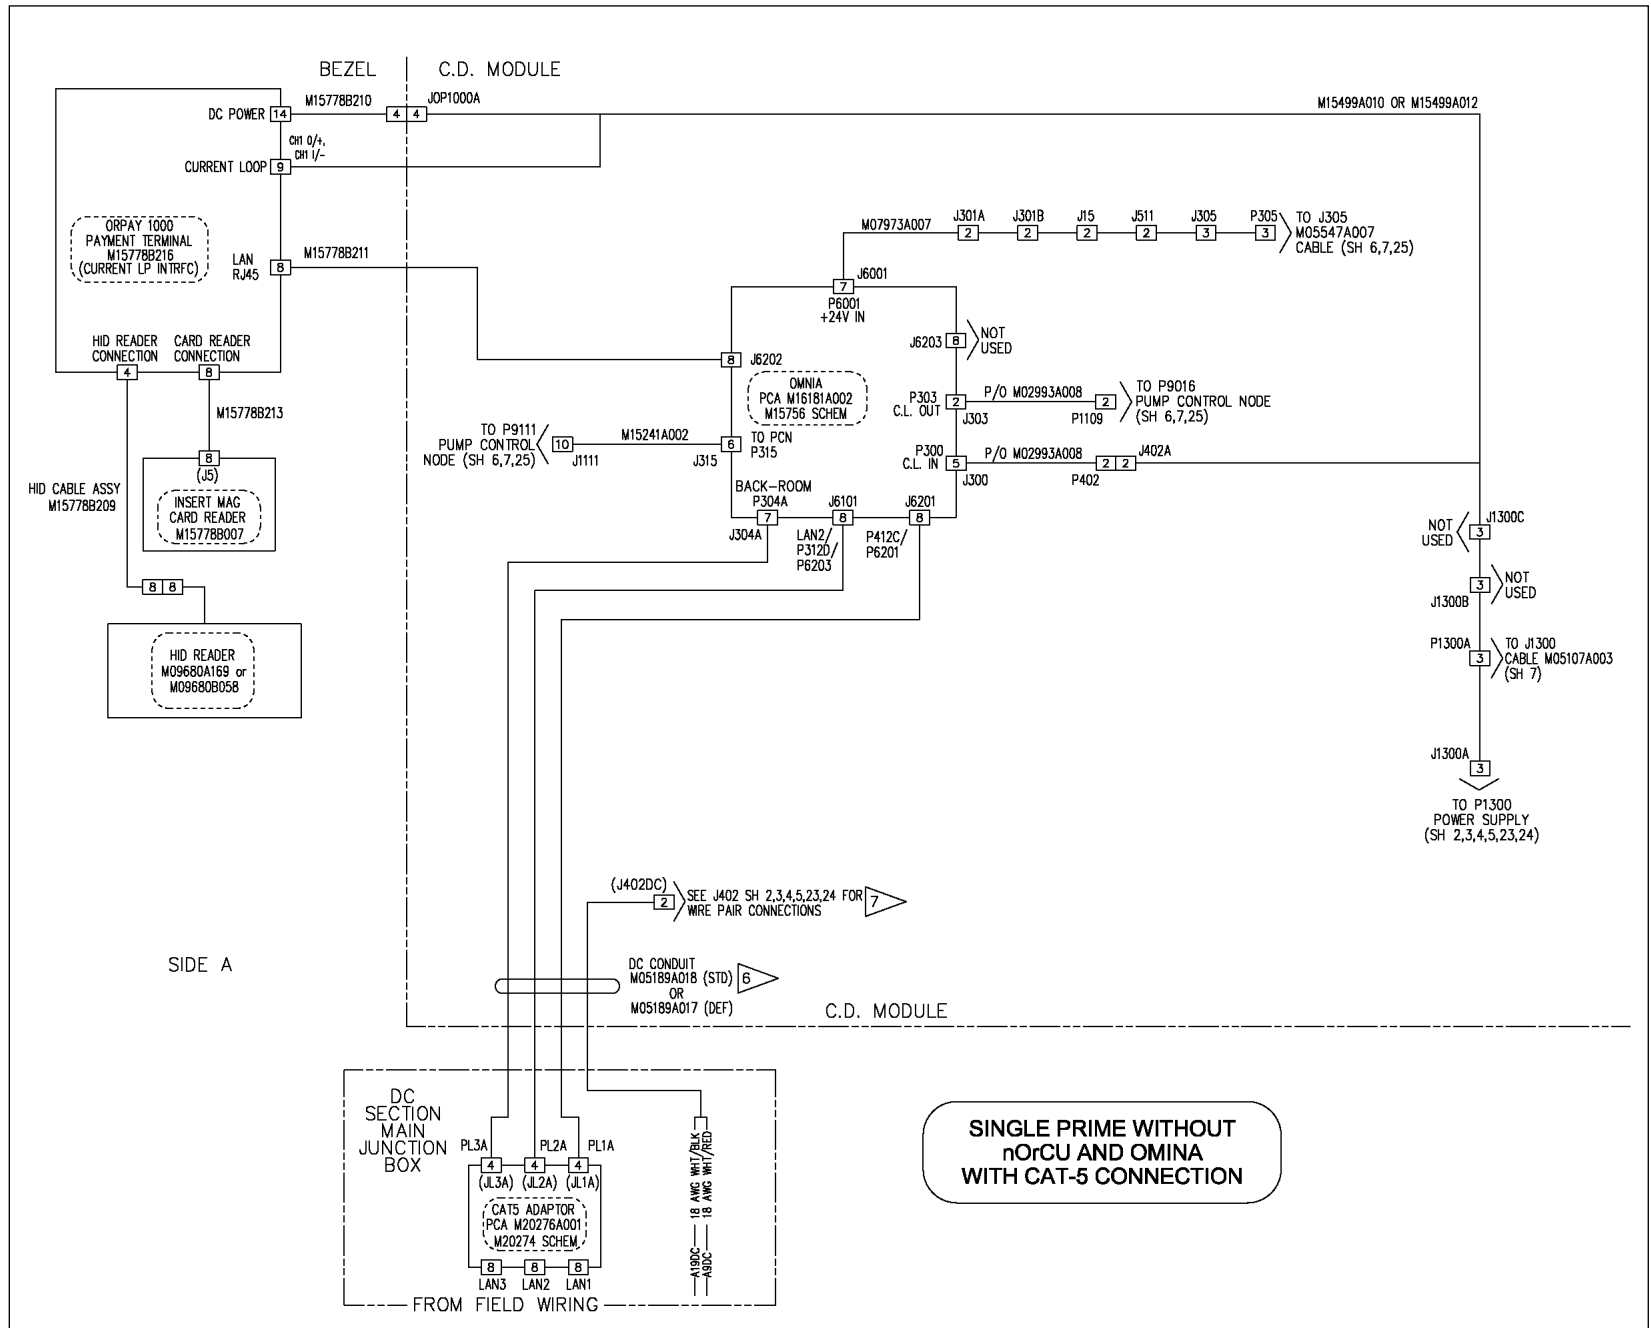 BEZEL
C.D. MODULE
M15778B210
JOP1000A
M15499A010 OR M15499A012
DC POWER
14
4
4
CH1 0/+,
CH1 I/-
CURRENT LOOP
9
ORPAY 1000
PAYMENT TERMINAL
M15778B216
(CURRENT LP INTRFC)
LAN
RJ45
8
M15778B211
HID READER
CONNECTION
CARD READER
CONNECTION
4
8
M15778B213
8
(J5)
HID CABLE ASSY
M15778B209
INSERT MAG
CARD READER
M15778B007
8
8
HID READER
M09680A169 or
M09680B058
M07973A007
J301A
J301B
J15
J511
J305
P305
2
2
2
2
3
3
TO J305
M05547A007
CABLE (SH 6,7,25)
7
J6001
P6001
+24V IN
J6203
8
NOT
USED
8
J6202
OMNIA
PCA M16181A002
M15756 SCHEM
P303
C.L. OUT
2
J303
P/O M02993A008
2
P1109
TO P9016
PUMP CONTROL NODE
(SH 6,7,25)
TO P9111
PUMP CONTROL
NODE (SH 6,7,25)
10
J1111
M15241A002
6
J315
TO PCN
P315
P300
C.L. IN
5
J300
P/O M02993A008
2
2
P402
J402A
BACK-ROOM
P304A
J6101
J6201
7
8
8
J304A
LAN2/
P312D/
P6203
P412C/
P6201
NOT
USED
3
J1300C
3
J1300B
NOT
USED
P1300A
3
TO J1300
CABLE M05107A003
(SH 7)
J1300A
3
TO P1300
POWER SUPPLY
(SH 2,3,4,5,23,24)
(J402DC)
2
SEE J402 SH 2,3,4,5,23,24 FOR
WIRE PAIR CONNECTIONS
7
SIDE A
DC CONDUIT
M05189A018 (STD)
OR
M05189A017 (DEF)
6
C.D. MODULE
DC
SECTION
MAIN
JUNCTION
BOX
PL3A
PL2A
PL1A
4
4
4
(JL3A)
(JL2A)
(JL1A)
CAT5 ADAPTOR
PCA M20276A001
M20274 SCHEM
8
8
8
LAN3
LAN2
LAN1
A19DC
18 AWG WHT/BLK
A9DC
18 AWG WHT/RED
FROM FIELD WIRING
SINGLE PRIME WITHOUT
nOrCU AND OMINA
WITH CAT-5 CONNECTION